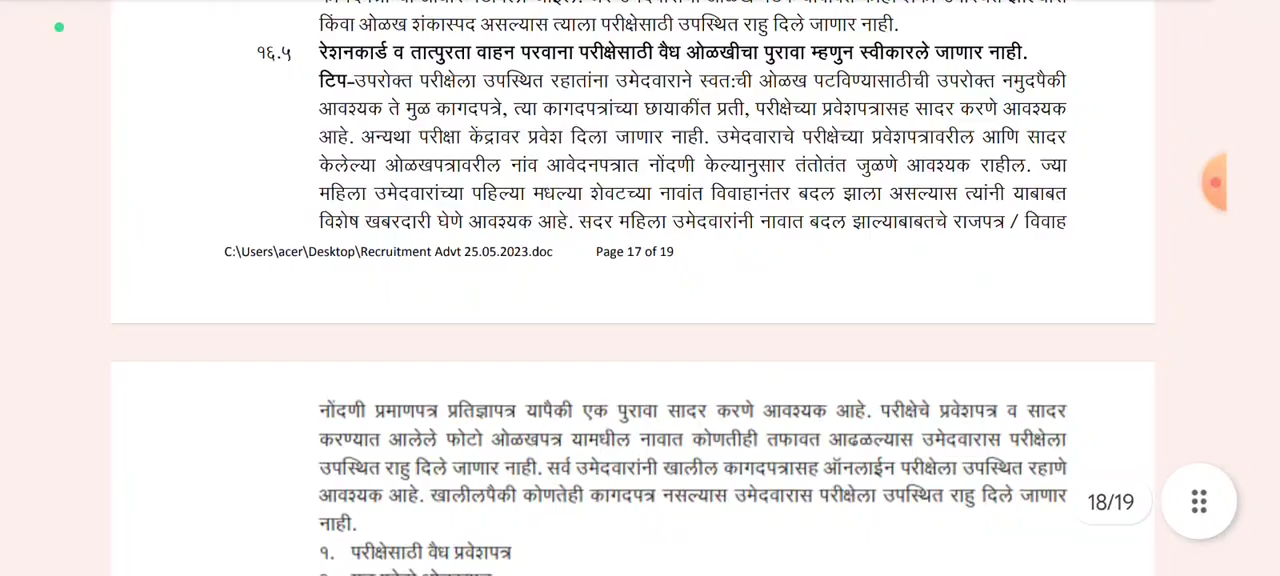 किंवा ओळख शंकास्पद असल्यास त्याला परीक्षेसाठी उपस्थित राहु दिले जाणार नाही.
१६.५ रेशनकार्ड व तात्पुरता वाहन परवाना परीक्षेसाठी वैध ओळखीचा पुरावा म्हणुन स्वीकारले जाणार नाही.
टिप-उपरोक्त परीक्षेला उपस्थित रहातांना उमेदवाराने स्वत:ची ओळख पटविण्यासाठीची उपरोक्त नमुदपैकी
आवश्यक ते मुळ कागदपत्रे, त्या कागदपत्रांच्या छायाकींत प्रती, परीक्षेच्या प्रवेशपत्रासह सादर करणे आवश्यक
आहे. अन्यथा परीक्षा केंद्रावर प्रवेश दिला जाणार नाही. उमेदवाराचे परीक्षेच्या प्रवेशपत्रावरील आणि सादर
केलेल्या ओळखपत्रावरील नांव आवेदनपत्रात नोंदणी केल्यानुसार तंतोतंत जुळणे आवश्यक राहील. ज्या
महिला उमेदवारांच्या पहिल्या मधल्या शेवटच्या नावांत विवाहानंतर बदल झाला असल्यास त्यांनी याबाबत
विशेष खबरदारी घेणे आवश्यक आहे. सदर महिला उमेदवारांनी नावात बदल झाल्याबाबतचे राजपत्र / विवाह
C:\Users\acer\Desktop\Recruitment Advt 25.05.2023.doc Page 17 of 19
नोंदणी प्रमाणपत्र प्रतिज्ञापत्र यापैकी एक पुरावा सादर करणे आवश्यक आहे. परीक्षेचे प्रवेशपत्र व सादर
करण्यात आलेले फोटो ओळखपत्र यामधील नावात कोणतीही तफावत आढळल्यास उमेदवारास परीक्षेला
उपस्थित राहु दिले जाणार नाही. सर्व उमेदवारांनी खालील कागदपत्रासह ऑनलाईन परीक्षेला उपस्थित रहाणे
आवश्यक आहे. खालीलपैकी कोणतेही कागदपत्र नसल्यास उमेदवारास परीक्षेला उपस्थित राहु दिले जाणार
18/19
नाही.
१. परीक्षेसाठी वैध प्रवेशपत्र